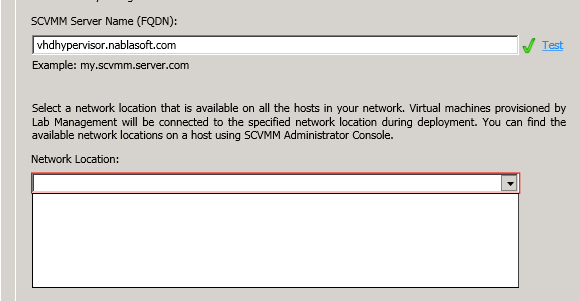 SCVMM Server Name (FQDN):
vhdhypervisor.nablasoft.com
Test
Example: my.scvmm.server.com
Select a network location that is available on all the hosts in your network. Virtual machines provisioned by
Lab Management will be connected to the specified network location during deployment. You can find the
available network locations on a host using SCVMM Administrator Console.
Network Location: